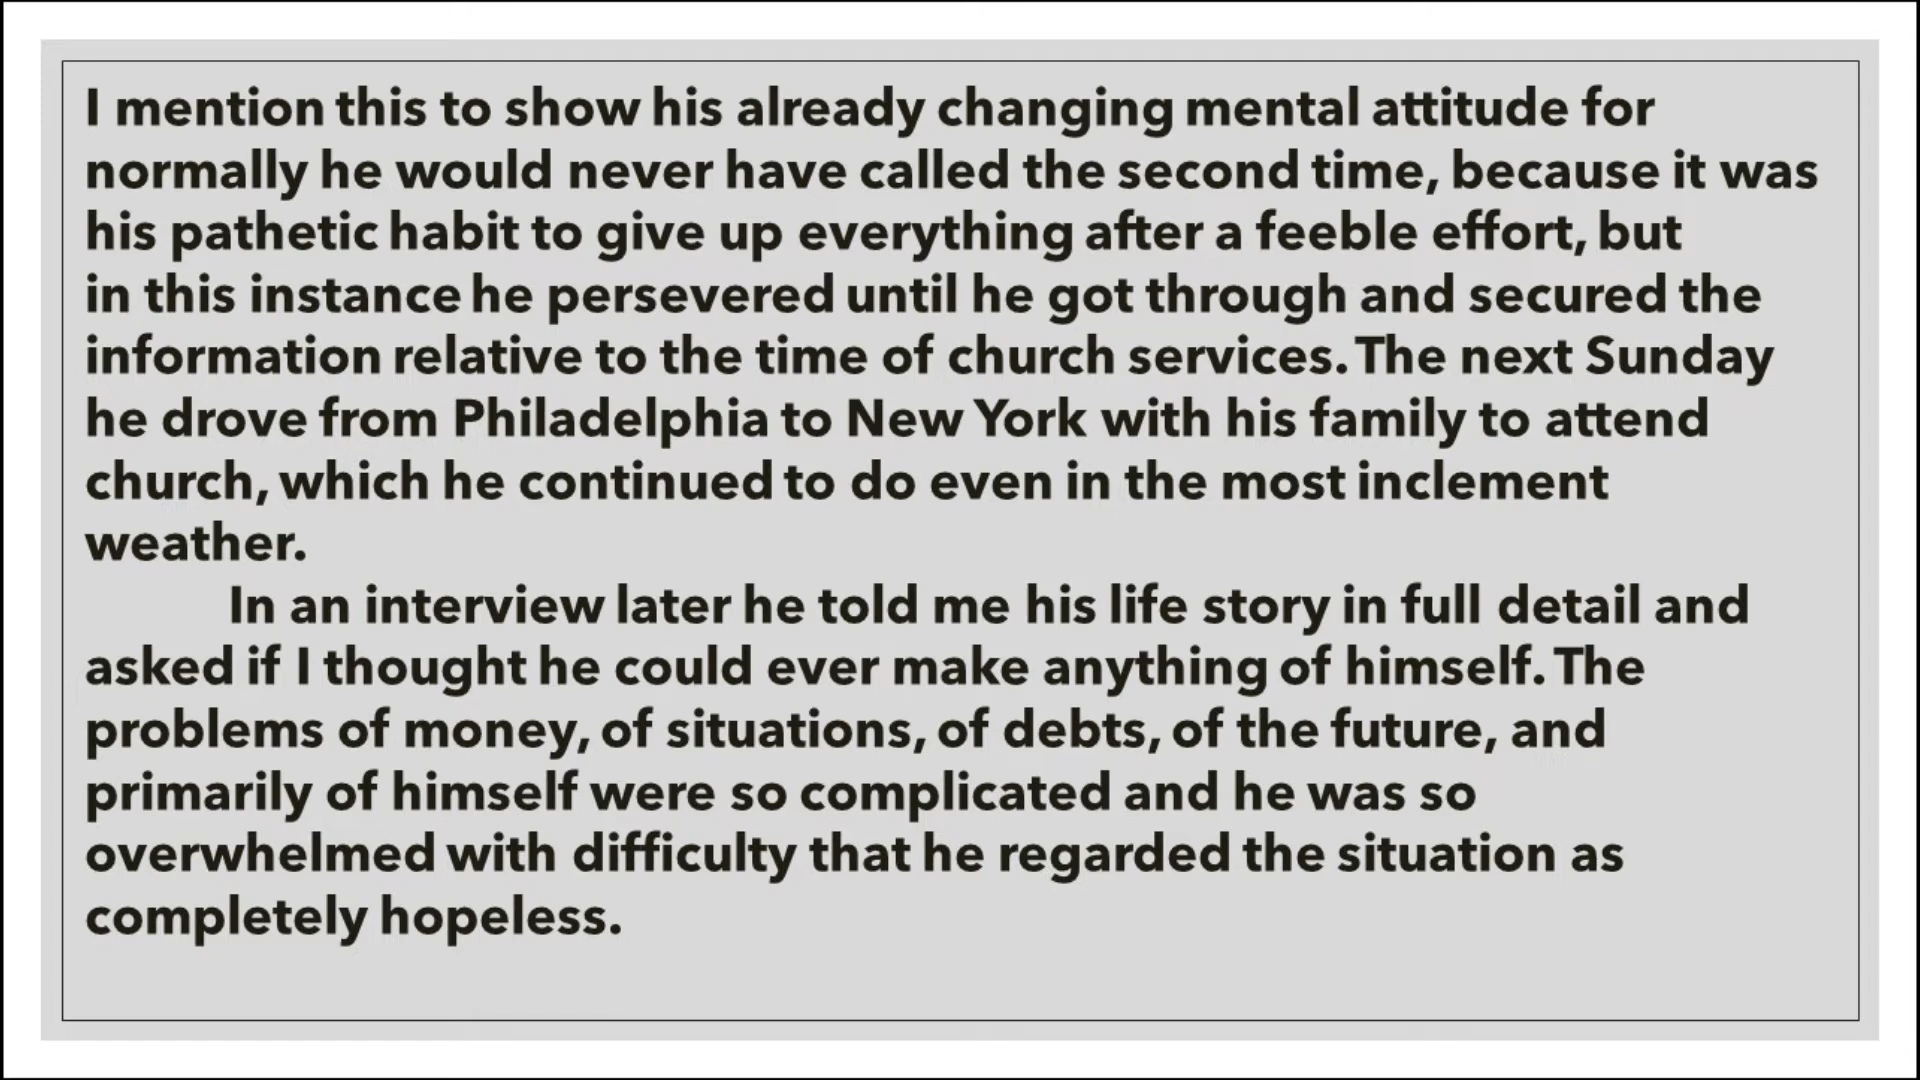 I mention this to show his already changing mental attitude for
normally he would never have called the second time, because it was
his pathetic habit to give up everything after a feeble effort, but
in this instance he persevered until he got through and secured the
information relative to the time of church services. The next Sunday
he drove from Philadelphia to New York with his family to attend
church, which he continued to do even in the most inclement
weather.
In an interview later he told me his life story in full detail and
asked if I thought he could ever make anything of himself. The
problems of money, of situations, of debts, of the future, and
primarily of himself were so complicated and he was so
overwhelmed with difficulty that he regarded the situation as
completely hopeless.